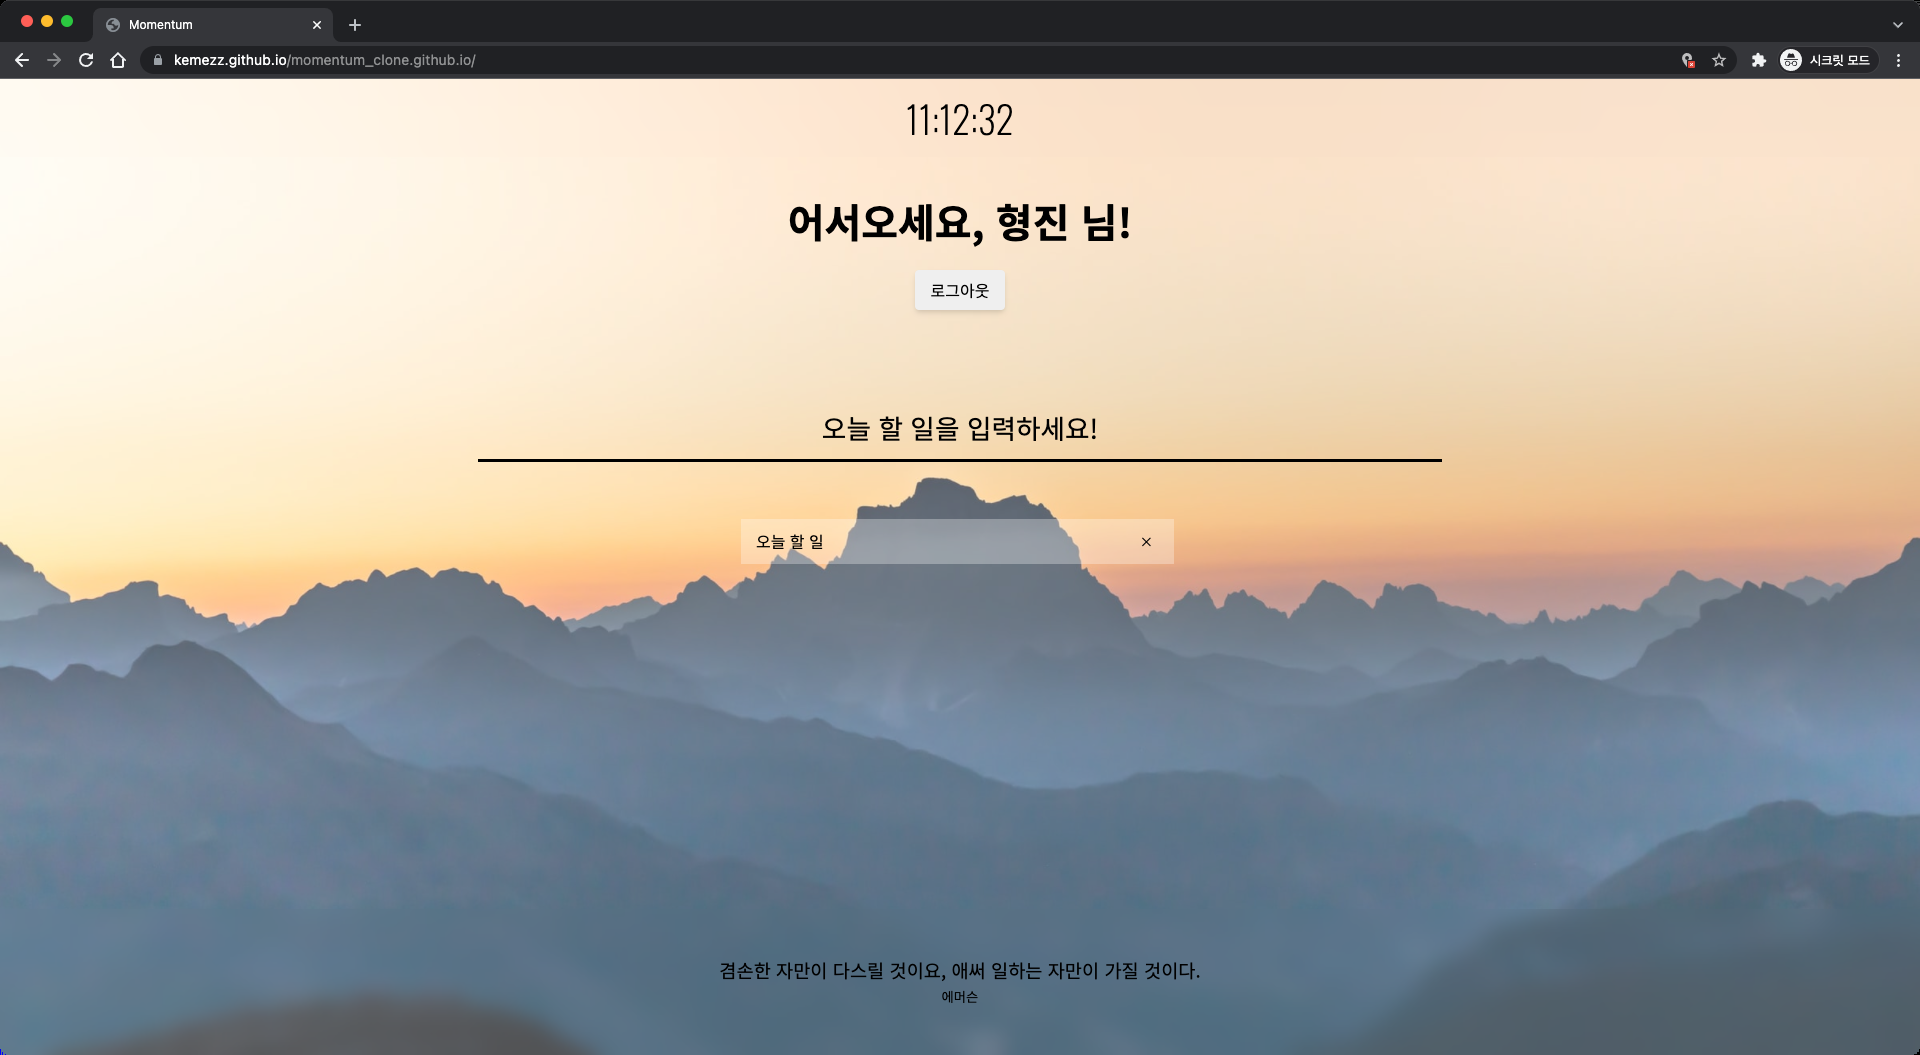 Momentum
kemezz.github.io/momentum_clone.github.io/
시크릿 모드
11:12:32
어서오세요, 형진 님!
로그아웃
오늘 할 일을 입력하세요!
오늘 할 일
겸손한 자만이 다스릴 것이요, 애써 일하는 자만이 가질 것이다.
에머슨